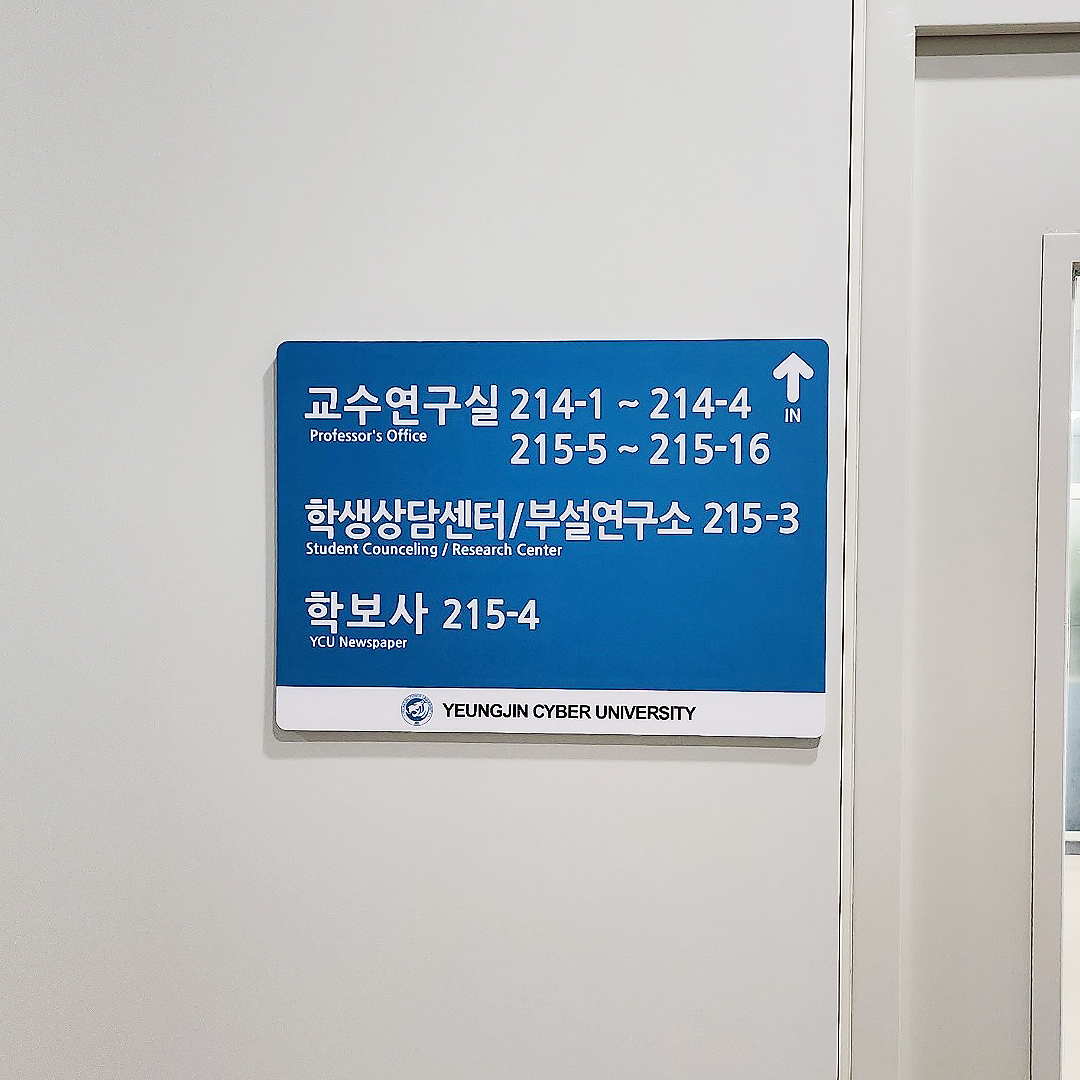 교수연구실 214-1 ~ 214-4
Professor's Office
215-5 ~ 215-16
IN
학생상담센터/부설연구소 215-3
Student Counceling / Research Center
학보사 215-4
YCU Newspaper
YEUNGJIN CYBER UNIVERSITY